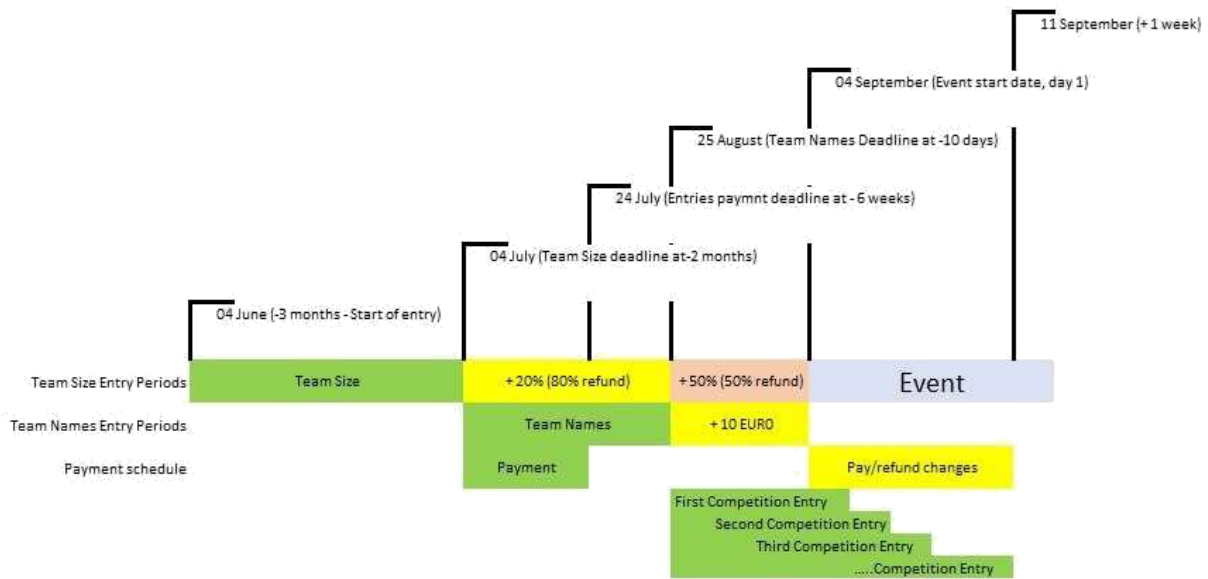 11 September (+ 1 week)
04 September (Event start date, day 1)
25 August (Team Names Deadline at -10 days)
24 July (Entries paymnt deadline at - 6 weeks)
04 July (Team Size deadline at-2 months)
04 June (-3 months - Start of entry)
Team Size Entry Periods Team Size + 20% (80% refund) + 50% (50% refund) Event
Team Names Entry Periods Team Names + 10 EURO
Payment schedule Payment Pay/refund changes
First Competition Entry
Second Competition Entry
Third Competition Entry
.....Competition Entry